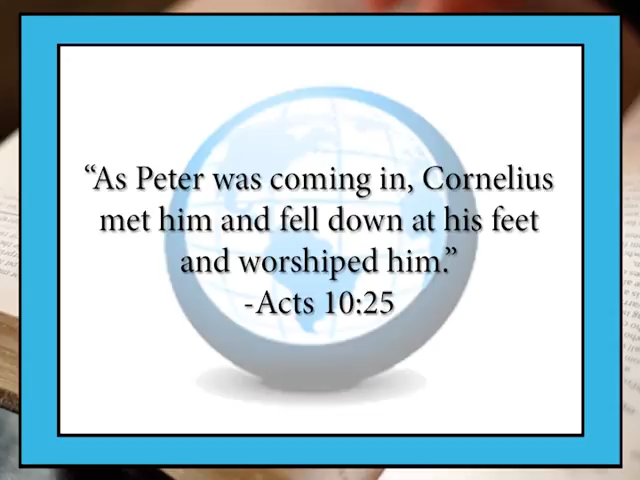 “As Peter was coming in, Cornelius
met him and fell down at his feet
and worshiped him.”
-Acts 10:25